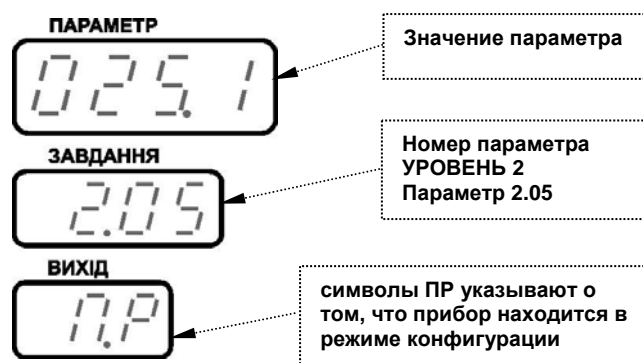 ПАРАМЕТР
025.1
Значение параметра
ЗАВДАННЯ
2.05
Номер параметра
УРОВЕНЬ 2
Параметр 2.05
ВИХІД
П.Р
символы ПР указывают о
том, что прибор находится в
режиме конфигурации